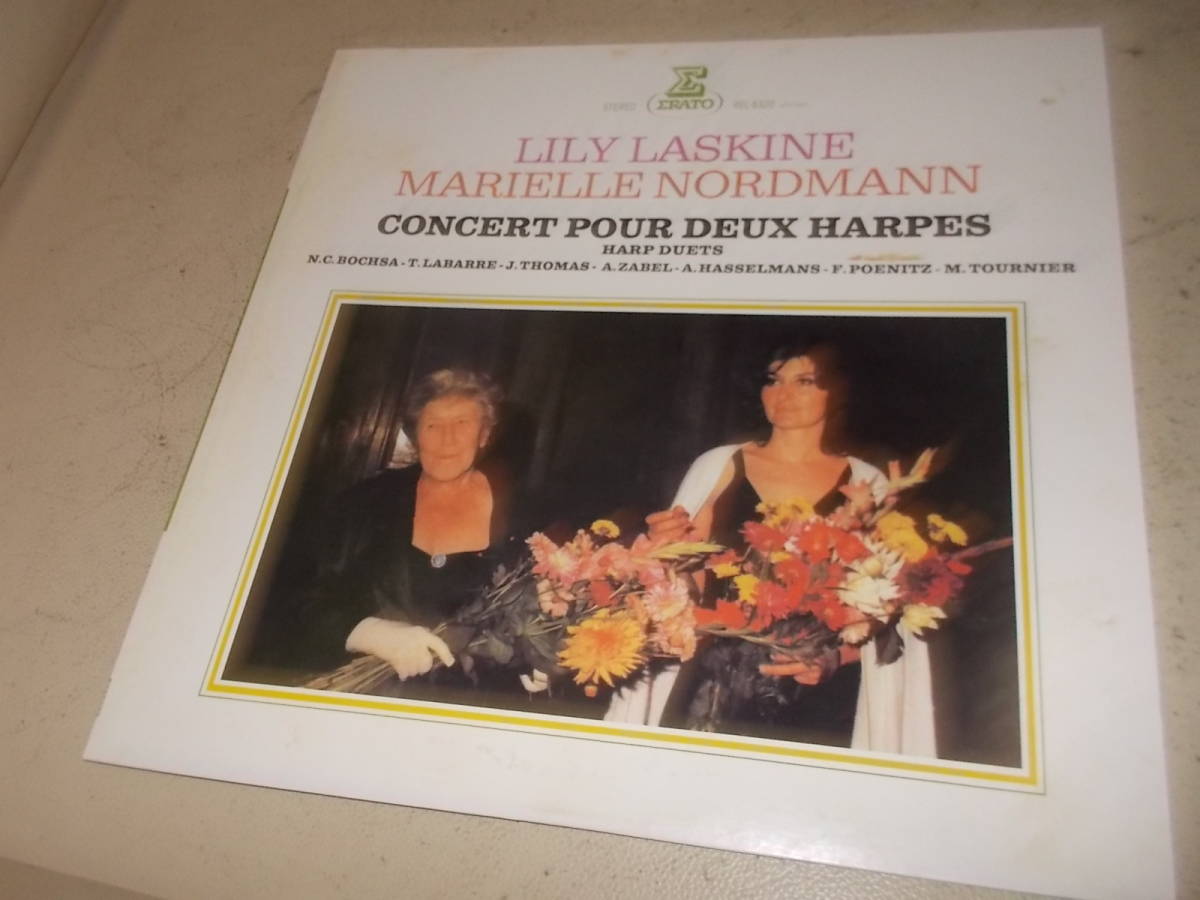 STEREO
ΣRATO
LILY LASKINE
MARIELLE NORDMANN
CONCERT POUR DEUX HARPES
HARP DUETS
N.C. BOCHSA - T. LABARRE - J. THOMAS - A. ZABEL - A. HASSELMANS - F. POENITZ - M. TOURNIER